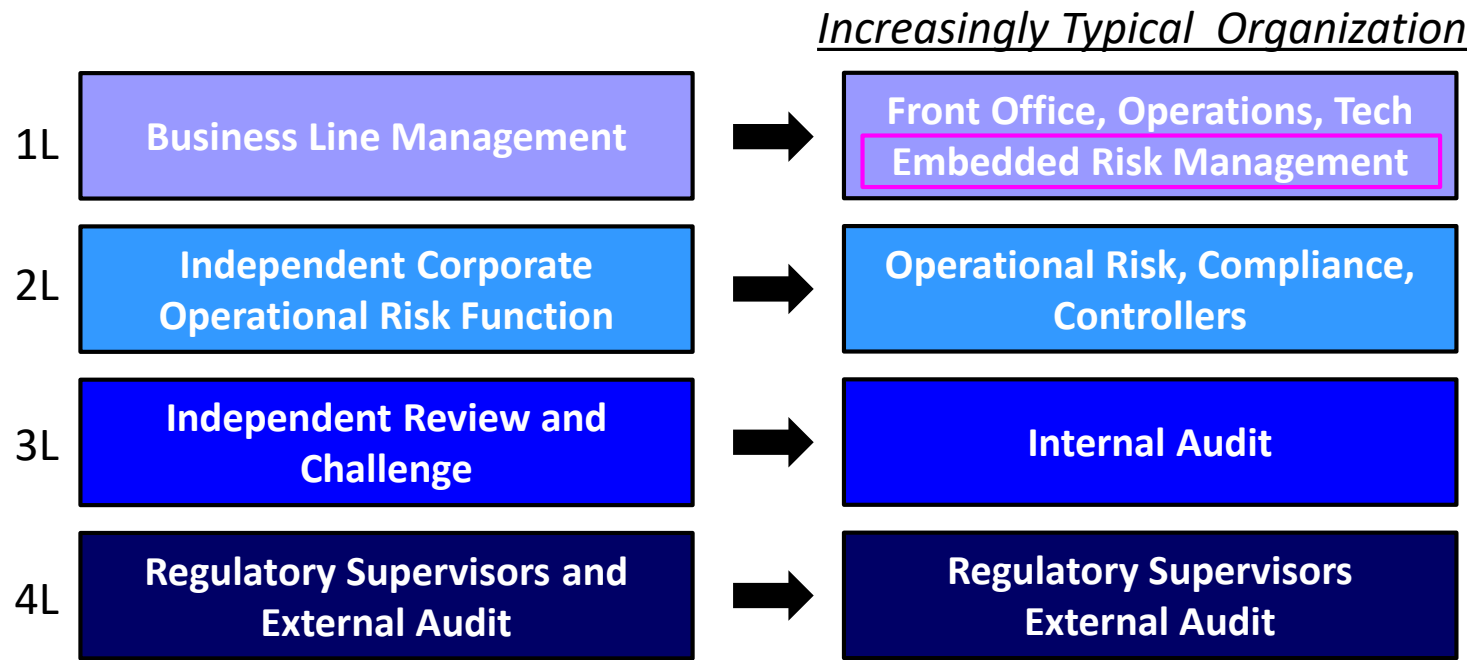 Increasingly Typical Organization
1L
Business Line Management
Front Office, Operations, Tech
Embedded Risk Management
2L
Independent Corporate
Operational Risk Function
Operational Risk, Compliance,
Controllers
3L
Independent Review and
Challenge
Internal Audit
4L
Regulatory Supervisors and
External Audit
Regulatory Supervisors
External Audit